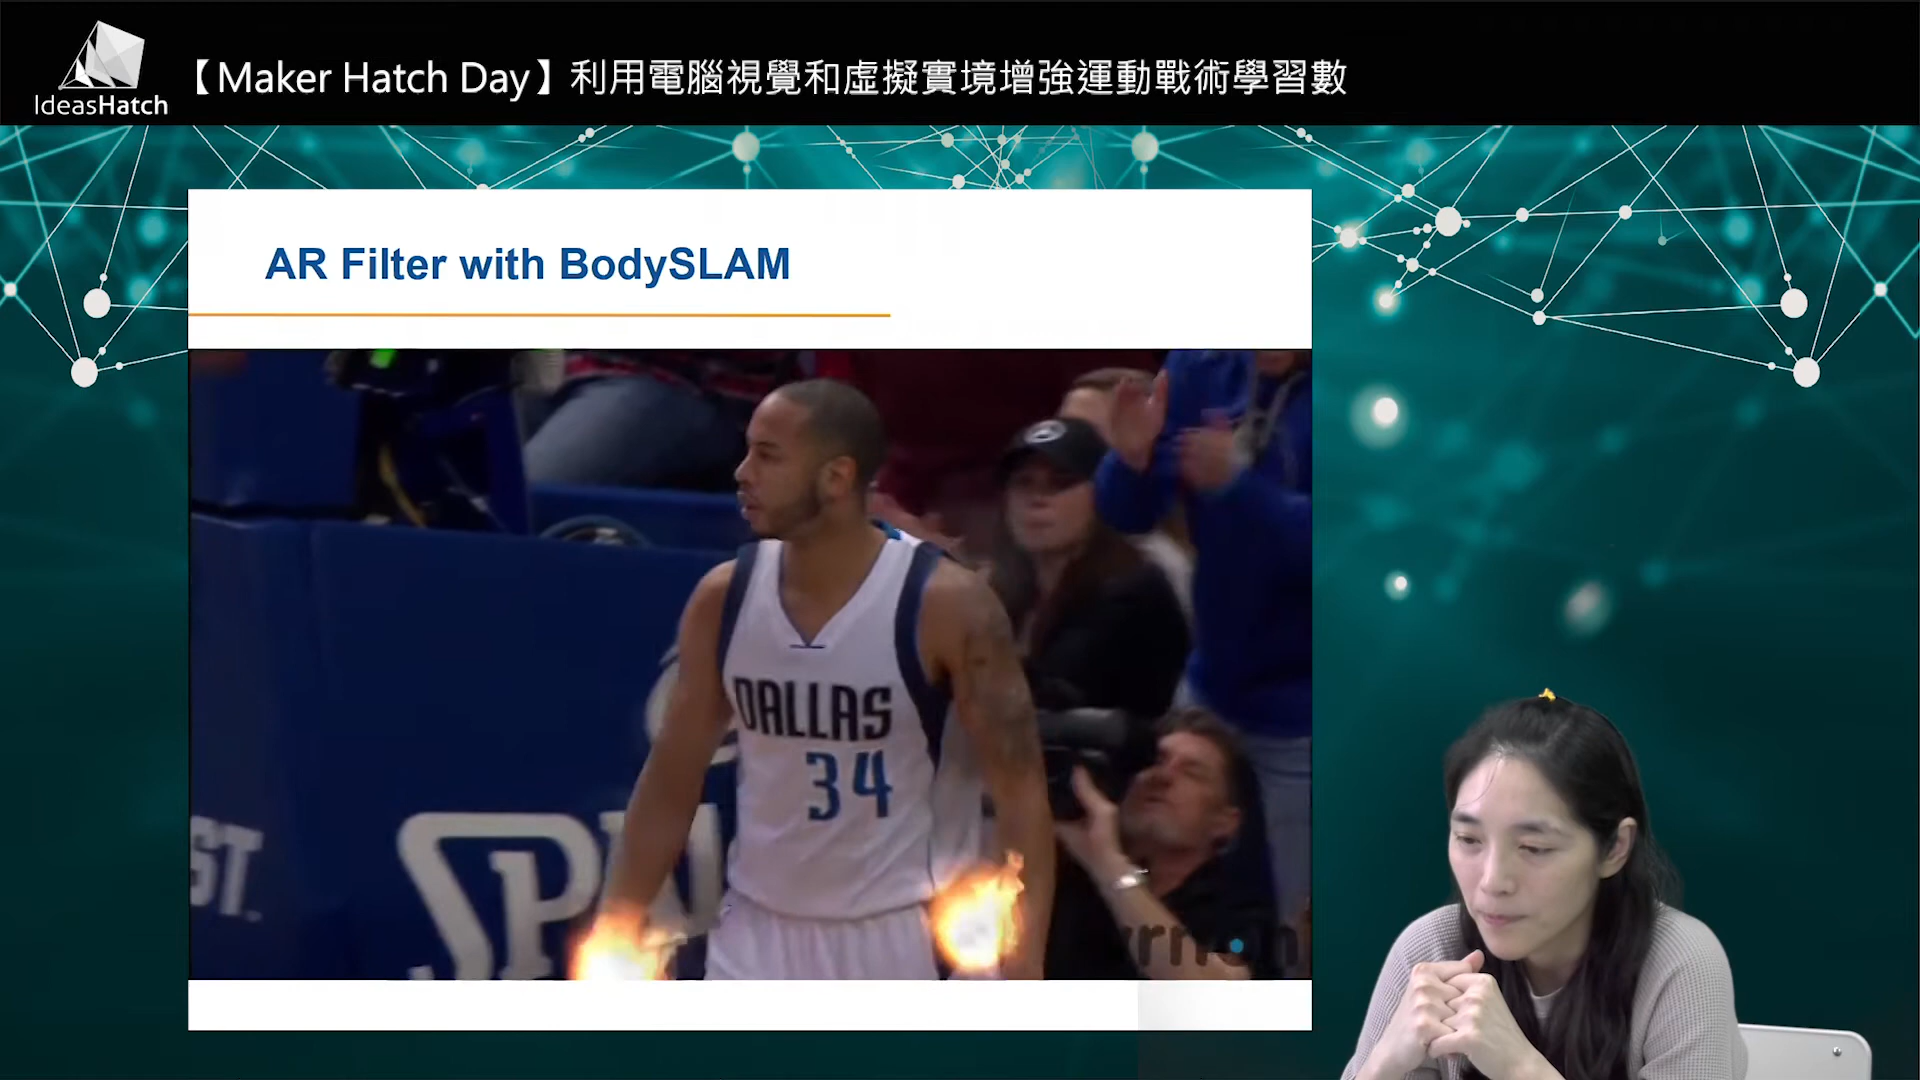 【Maker Hatch Day】利用電腦視覺和虛擬實境增強運動戰術學習數
IdeasHatch
AR Filter with BodySLAM
DALLAS
34
ST.